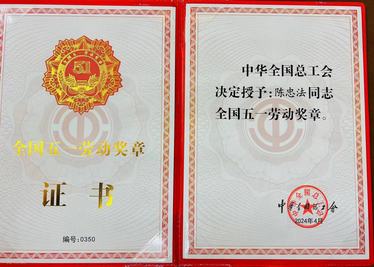 全国五一劳动奖章
证书
编号:0350
中华全国总工会
决定授予:陈忠法同志
全国五一劳动奖章。
中华全国总工会
2024年4月